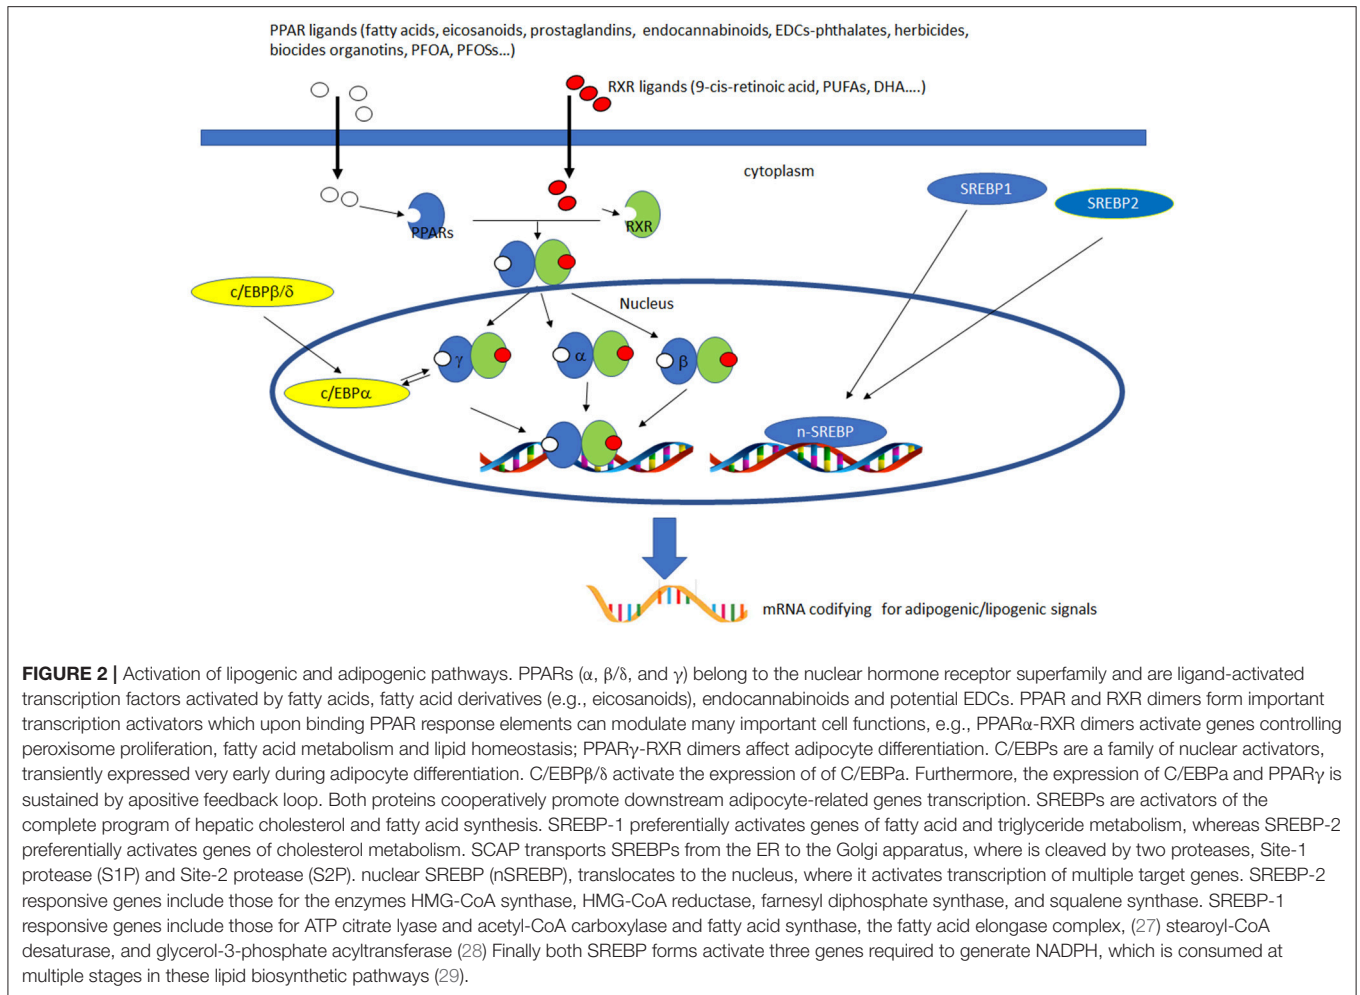 PPAR ligands (fatty acids, eicosanoids, prostaglandins, endocannabinoids, EDCs-phthalates, herbicides,
biocides organotins, PFOA, PFOSs...)
RXR ligands (9-cis-retinoic acid, PUFAs, DHA....)
cytoplasm
SREBP1
SREBP2
PPARs
RXR
c/EBPβ/δ
Nucleus
γ
α
β
c/EBPα
n-SREBP
mRNA codifying for adipogenic/lipogenic signals
FIGURE 2 | Activation of lipogenic and adipogenic pathways. PPARs (α, β/δ, and γ) belong to the nuclear hormone receptor superfamily and are ligand-activated
transcription factors activated by fatty acids, fatty acid derivatives (e.g., eicosanoids), endocannabinoids and potential EDCs. PPAR and RXR dimers form important
transcription activators which upon binding PPAR response elements can modulate many important cell functions, e.g., PPARα-RXR dimers activate genes controlling
peroxisome proliferation, fatty acid metabolism and lipid homeostasis; PPARγ-RXR dimers affect adipocyte differentiation. C/EBPs are a family of nuclear activators,
transiently expressed very early during adipocyte differentiation. C/EBPβ/δ activate the expression of of C/EBPa. Furthermore, the expression of C/EBPa and PPARγ is
sustained by apositive feedback loop. Both proteins cooperatively promote downstream adipocyte-related genes transcription. SREBPs are activators of the
complete program of hepatic cholesterol and fatty acid synthesis. SREBP-1 preferentially activates genes of fatty acid and triglyceride metabolism, whereas SREBP-2
preferentially activates genes of cholesterol metabolism. SCAP transports SREBPs from the ER to the Golgi apparatus, where is cleaved by two proteases, Site-1
protease (S1P) and Site-2 protease (S2P). nuclear SREBP (nSREBP), translocates to the nucleus, where it activates transcription of multiple target genes. SREBP-2
responsive genes include those for the enzymes HMG-CoA synthase, HMG-CoA reductase, farnesyl diphosphate synthase, and squalene synthase. SREBP-1
responsive genes include those for ATP citrate lyase and acetyl-CoA carboxylase and fatty acid synthase, the fatty acid elongase complex, (27) stearoyl-CoA
desaturase, and glycerol-3-phosphate acyltransferase (28) Finally both SREBP forms activate three genes required to generate NADPH, which is consumed at
multiple stages in these lipid biosynthetic pathways (29).